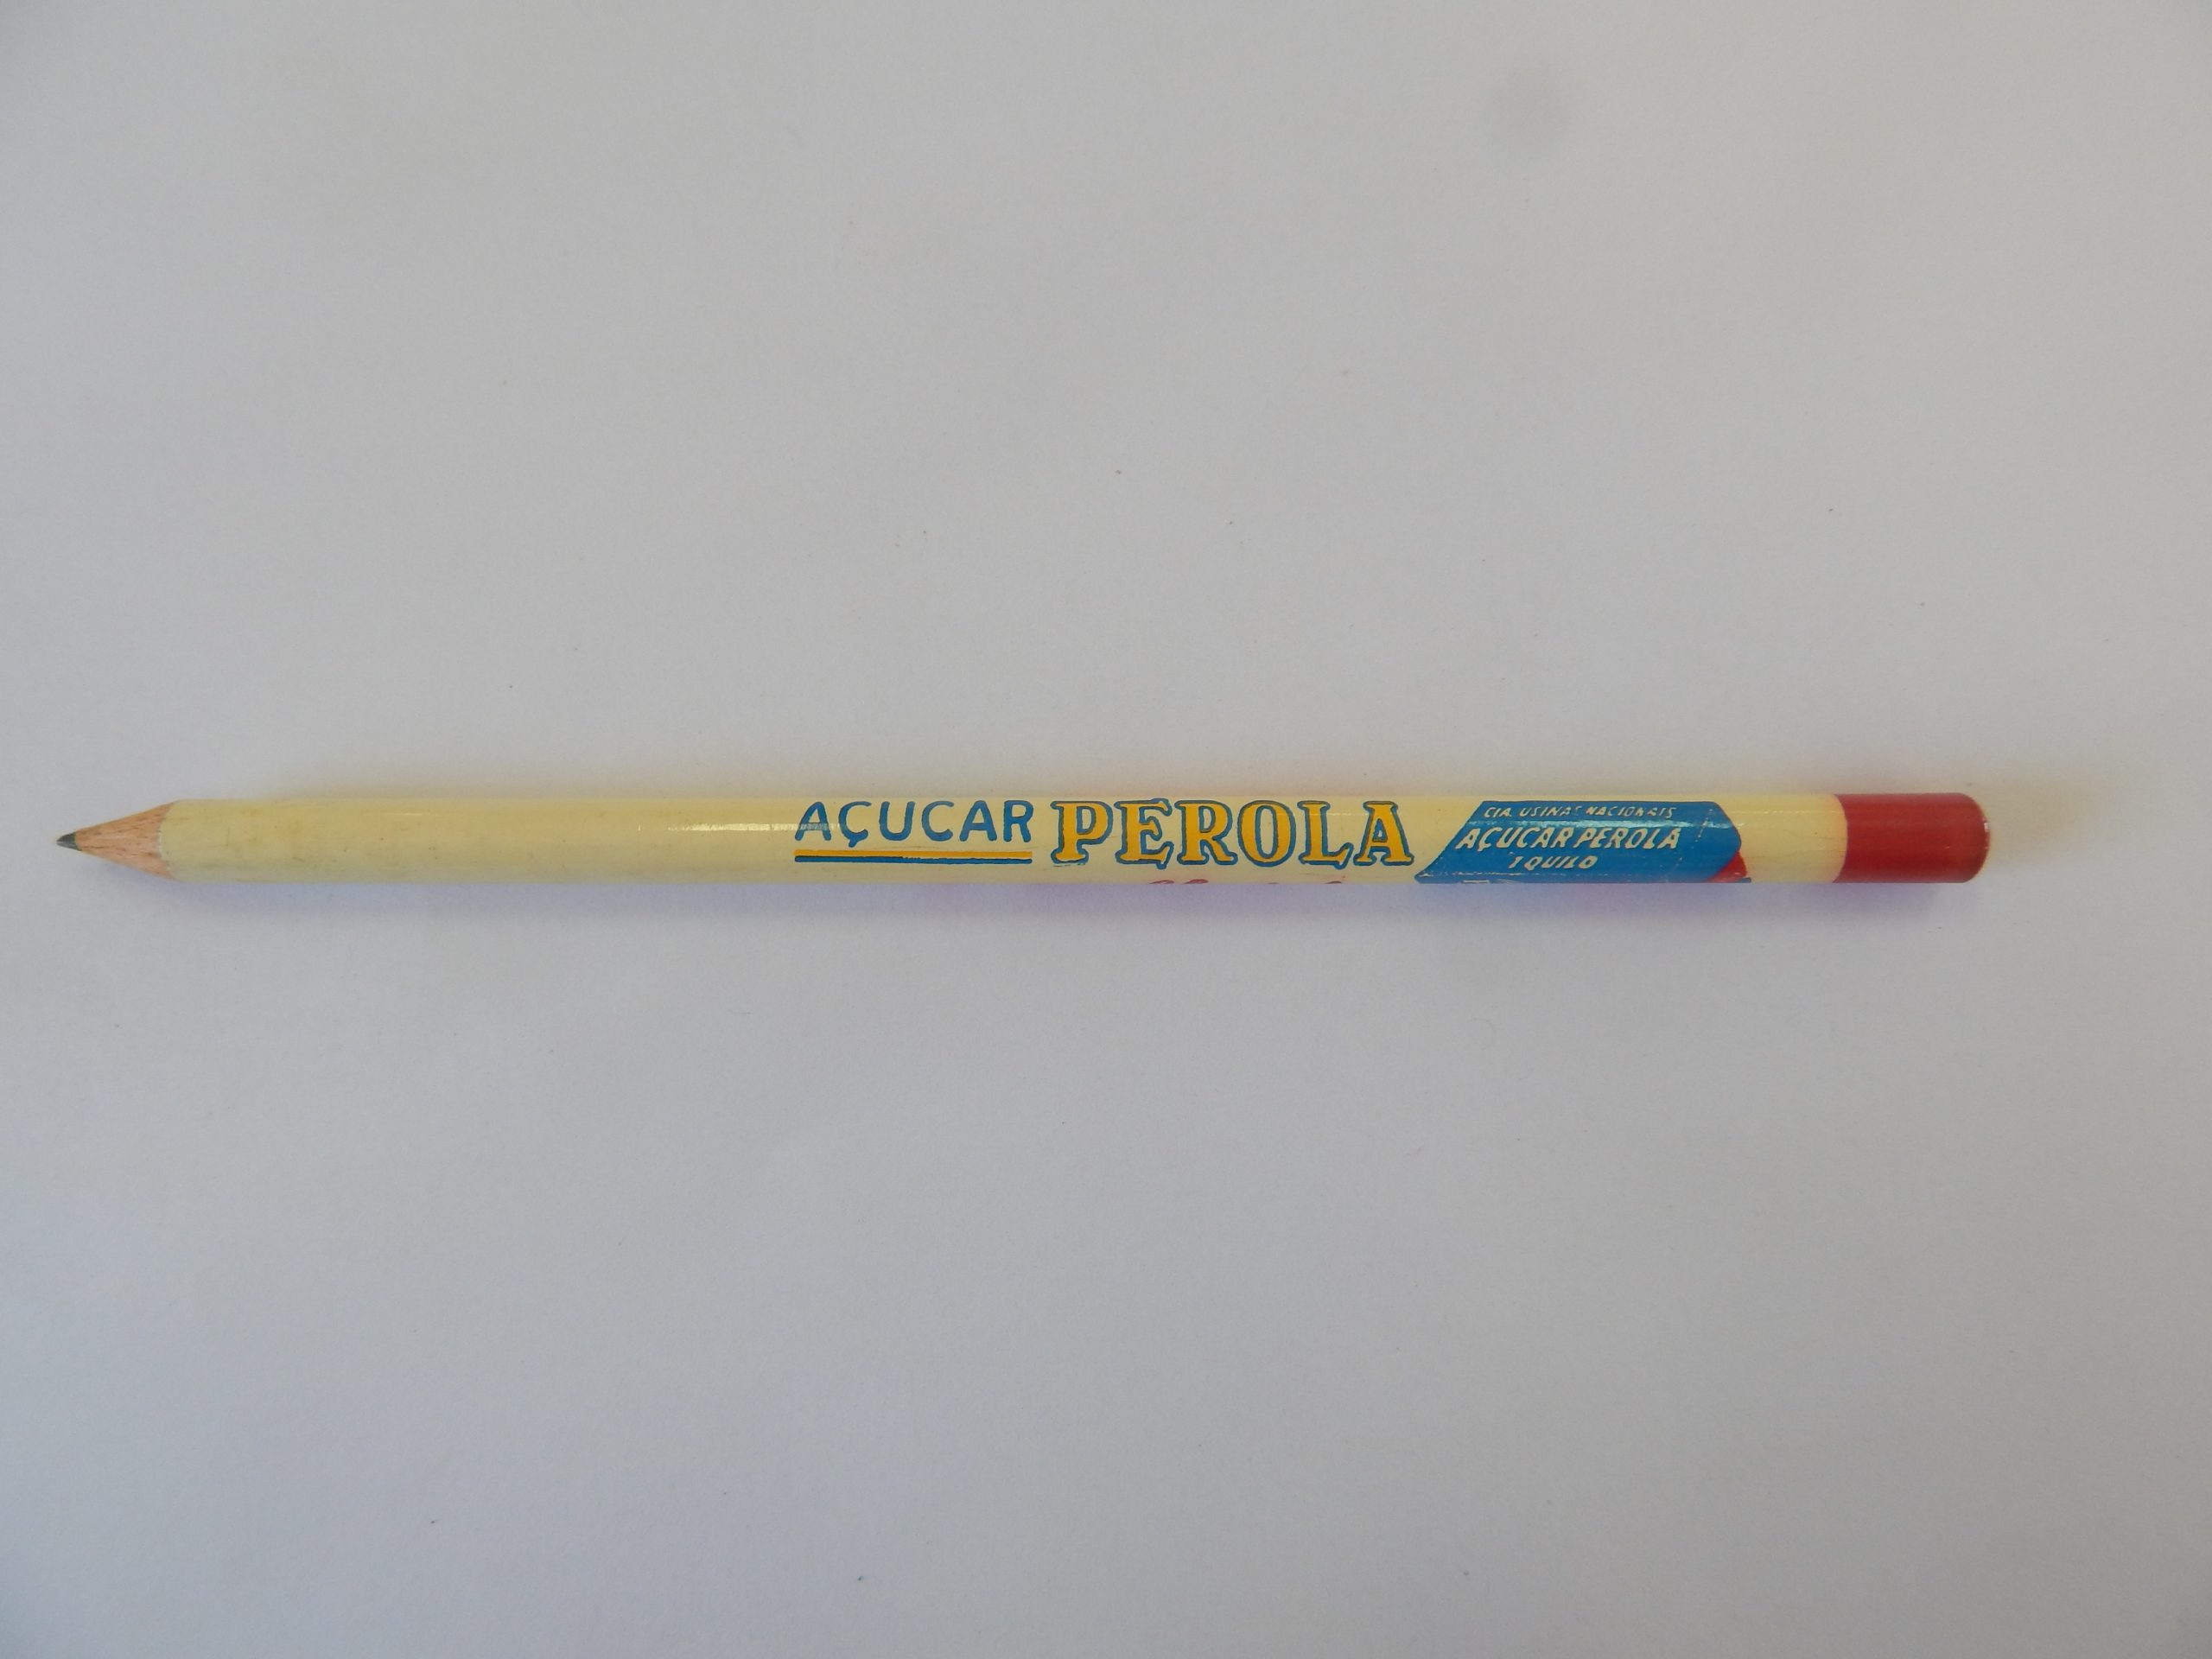 AÇUCAR PEROLA
CIA. USINAS NACIONAIS
AÇUCAR PEROLA
1 QUILO